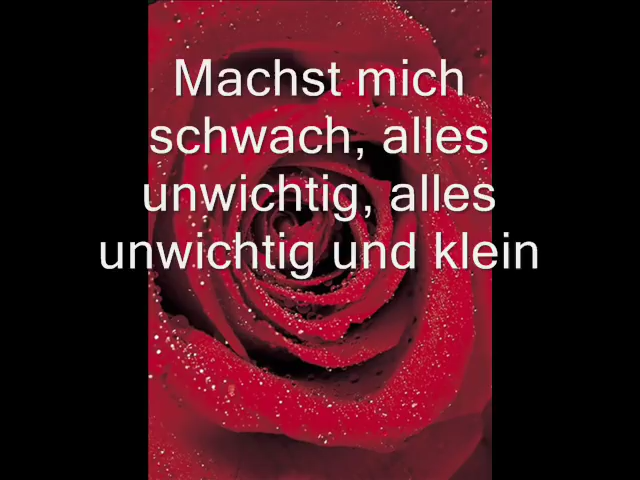 Machst mich
schwach, alles
unwichtig, alles
unwichtig und klein